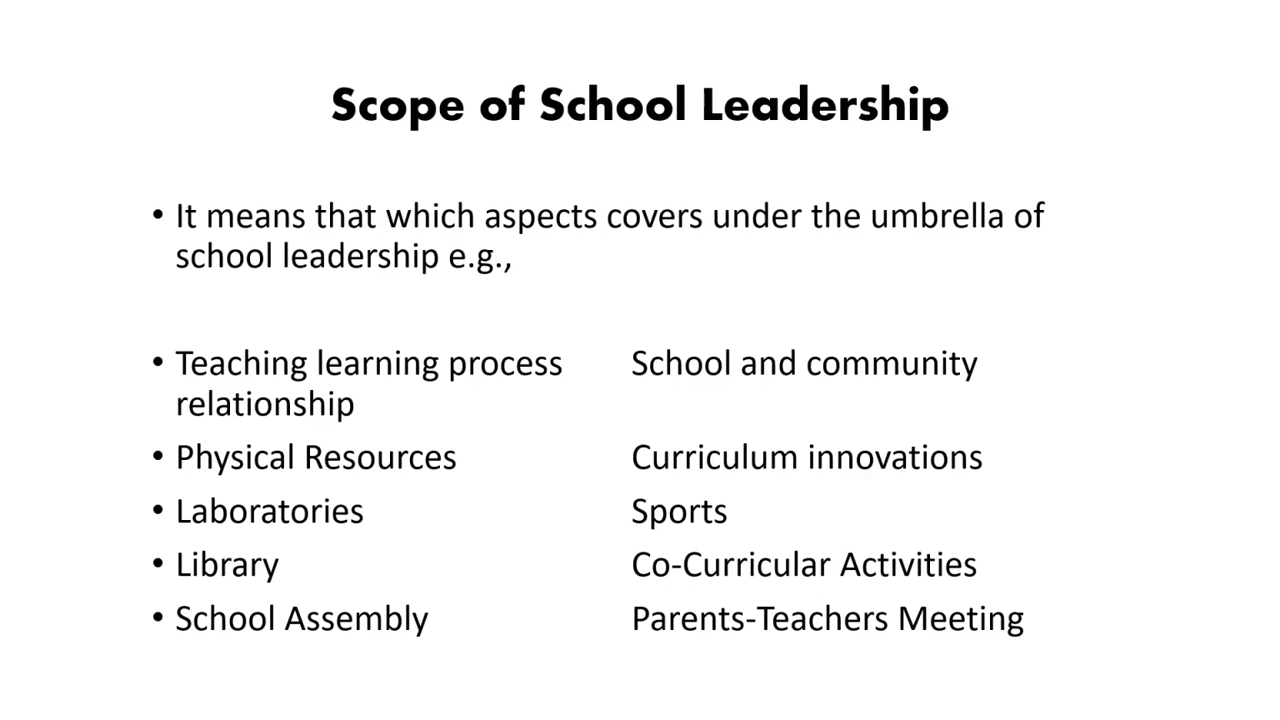 Scope of School Leadership
• It means that which aspects covers under the umbrella of
school leadership e.g.,
• Teaching learning process School and community
relationship
• Physical Resources Curriculum innovations
• Laboratories Sports
• Library Co-Curricular Activities
• School Assembly Parents-Teachers Meeting